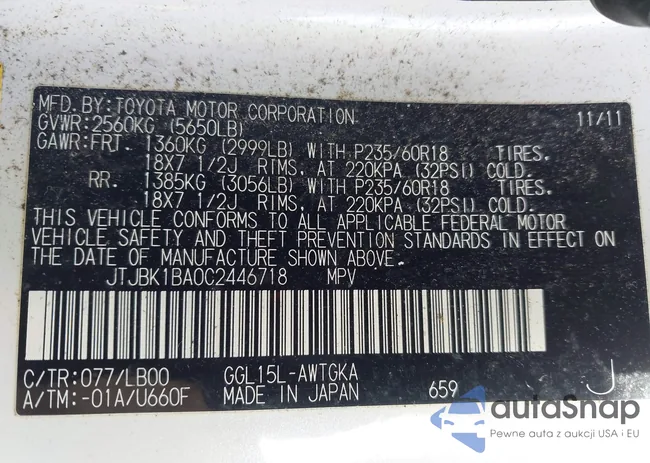 MFD.BY:TOYOTA MOTOR CORPORATION 11/11
GVWR:2560KG (5650LB)
GAWR:FRT. 1360KG (2999LB) WITH P235/60R18 TIRES.
18X7 1/2J RIMS. AT 220KPA (32PSI) COLD.
RR. 1385KG (3056LB) WITH P235/60R18 TIRES.
18X7 1/2J RIMS. AT 220KPA (32PSI) COLD.
THIS VEHICLE CONFORMS TO ALL APPLICABLE FEDERAL MOTOR
VEHICLE SAFETY AND THEFT PREVENTION STANDARDS IN EFFECT ON
THE DATE OF MANUFACTURE SHOWN ABOVE.
JTJBK1BA0C2446718 MPV
C/TR:077/LB00 GGL15L-AWTGKA
A/TM:-01A/U660F MADE IN JAPAN 659 J
autoSnap
Pewne auta z aukcji USA i EU